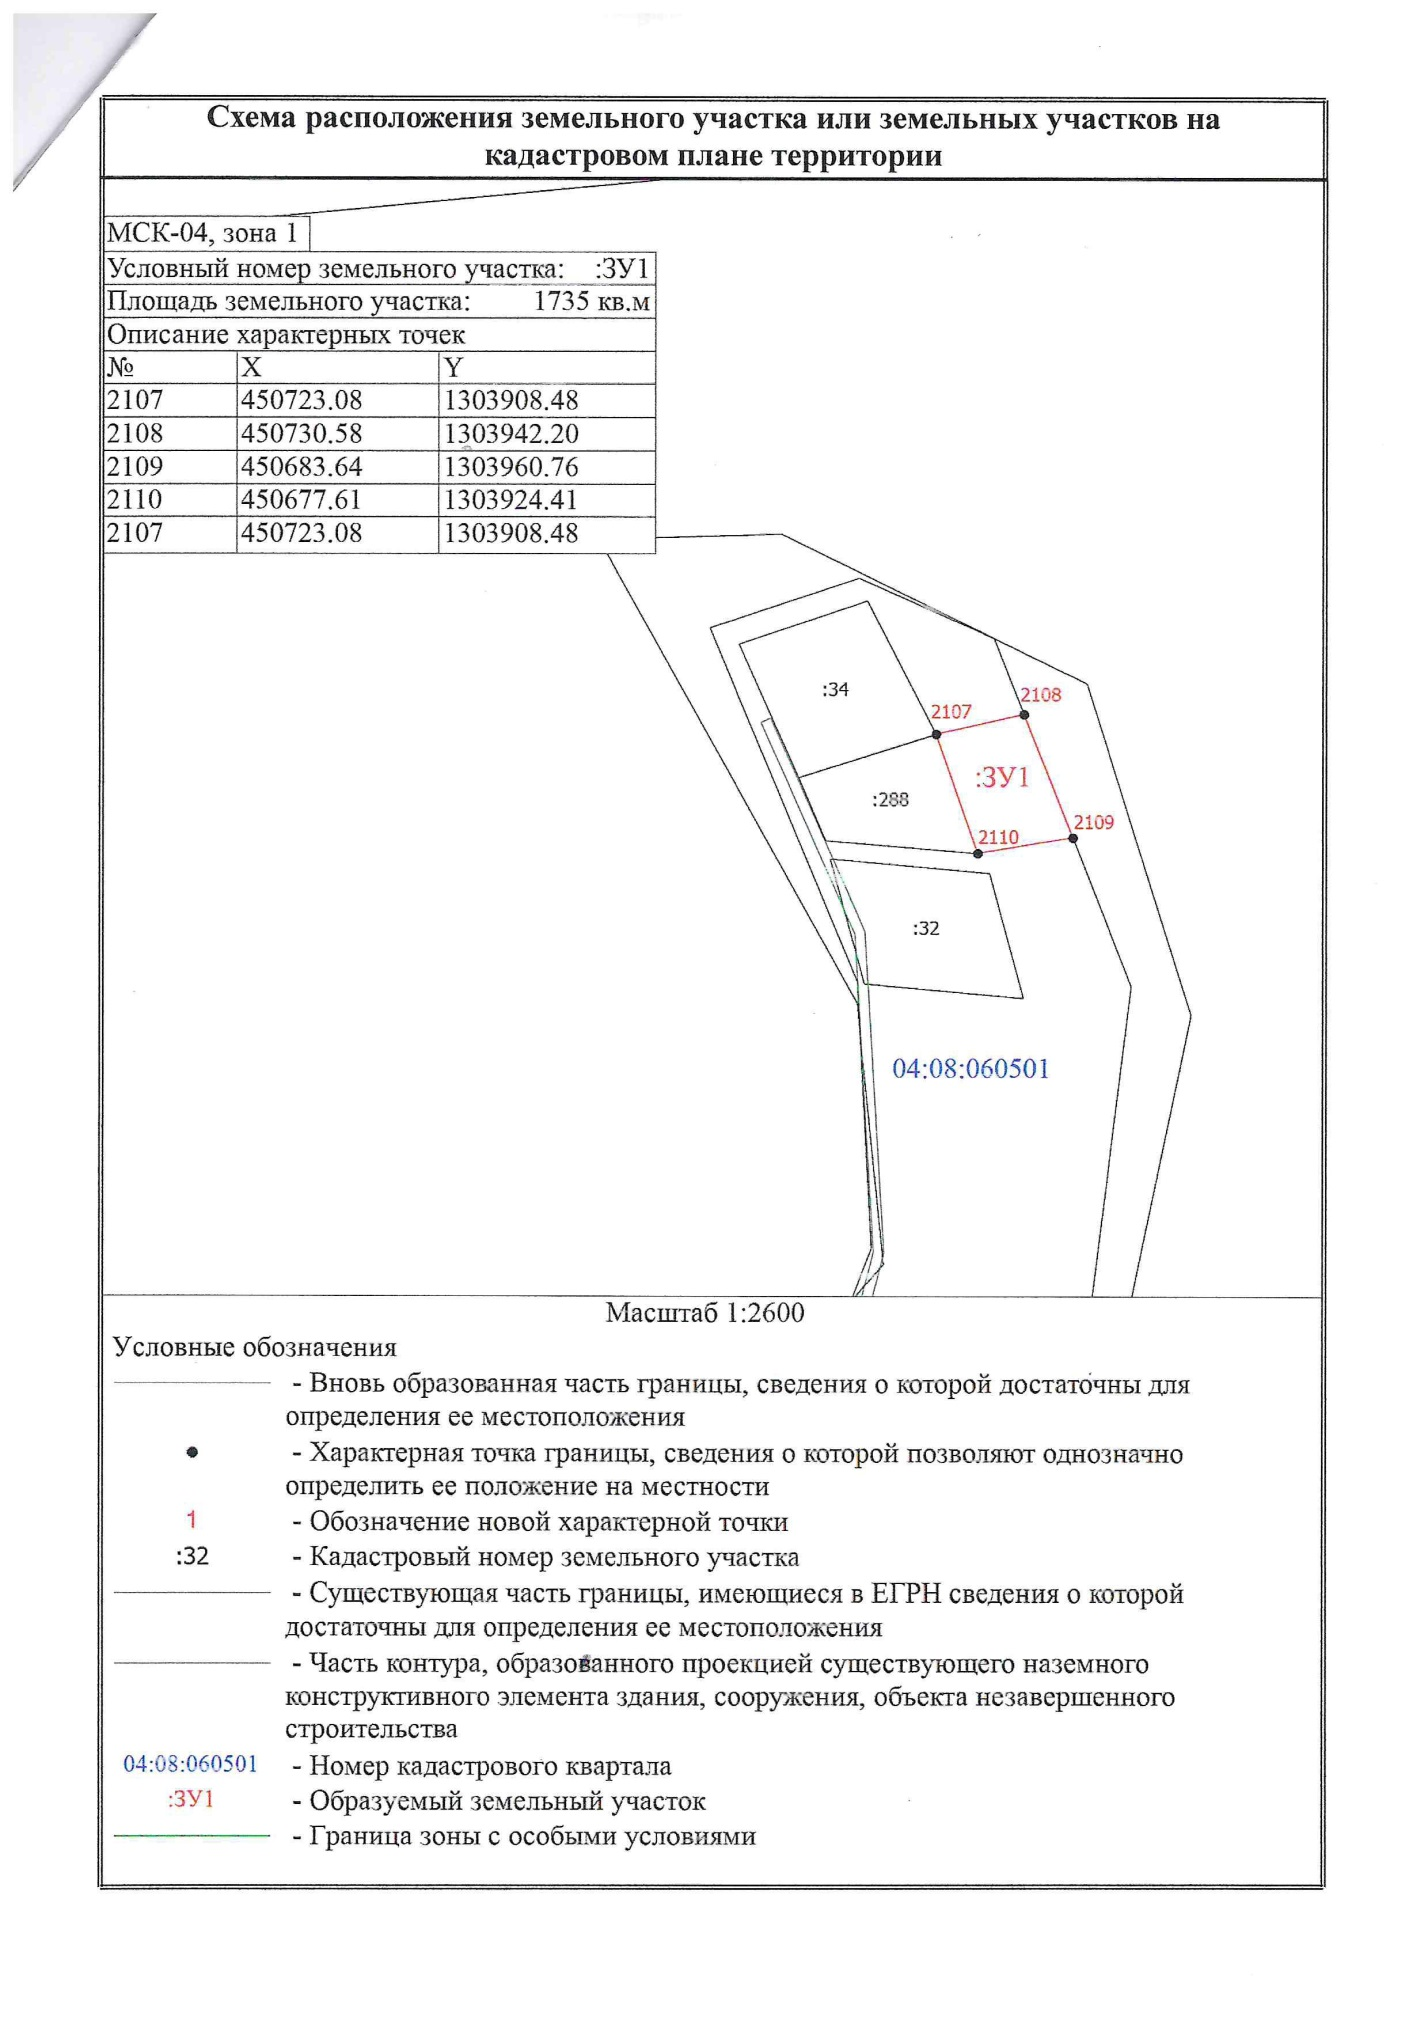 Схема расположения земельного участка или земельных участков на
кадастровом плане территории
МСК-04, зона 1
Условный номер земельного участка: :ЗУ1
Площадь земельного участка: 1735 кв.м
Описание характерных точек
№ X Y
2107 450723.08 1303908.48
2108 450730.58 1303942.20
2109 450683.64 1303960.76
2110 450677.61 1303924.41
2107 450723.08 1303908.48
:34
2108
2107
:ЗУ1
:288
2109
2110
:32
04:08:060501
Масштаб 1:2600
Условные обозначения
- Вновь образованная часть границы, сведения о которой достаточны для
определения ее местоположения
- Характерная точка границы, сведения о которой позволяют однозначно
определить ее положение на местности
1 - Обозначение новой характерной точки
:32 - Кадастровый номер земельного участка
- Существующая часть границы, имеющиеся в ЕГРН сведения о которой
достаточны для определения ее местоположения
- Часть контура, образованного проекцией существующего наземного
конструктивного элемента здания, сооружения, объекта незавершенного
строительства
04:08:060501 - Номер кадастрового квартала
:ЗУ1 - Образуемый земельный участок
- Граница зоны с особыми условиями